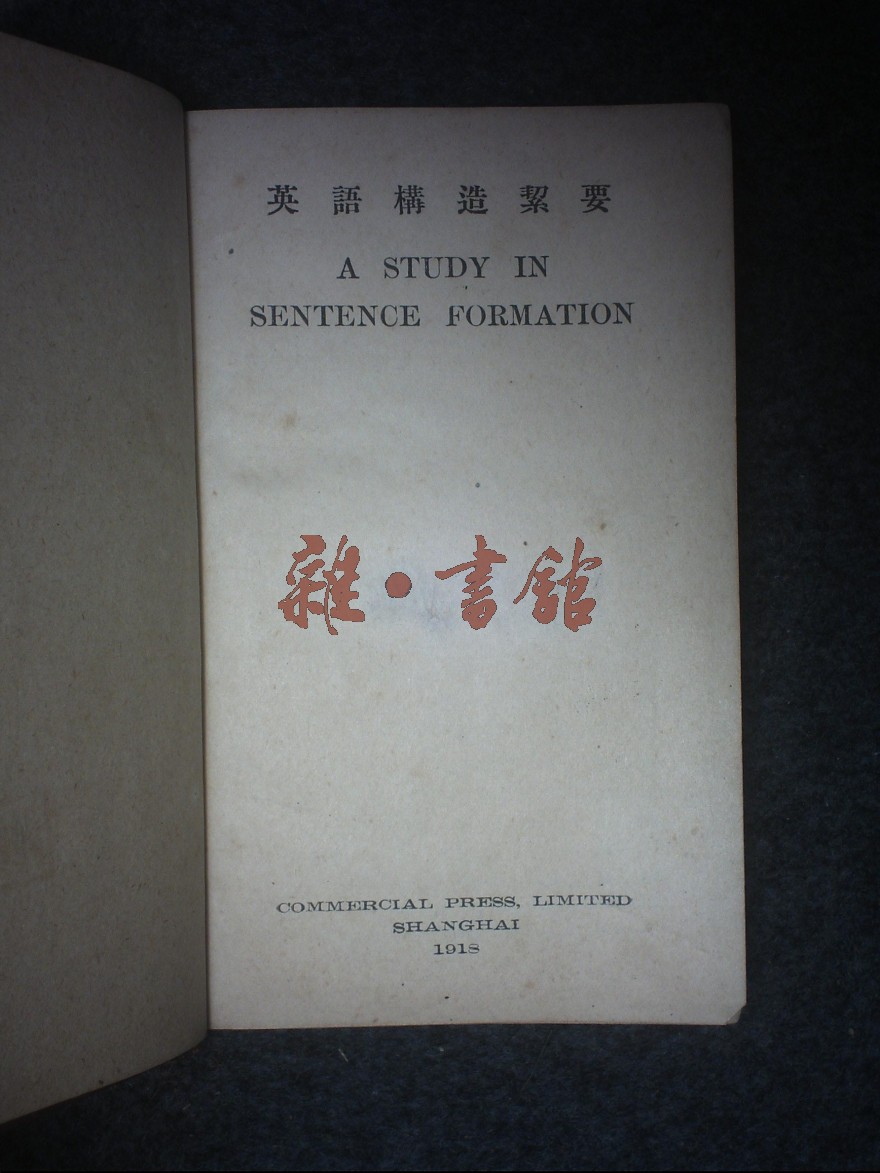 英語構造絜要
A STUDY IN
SENTENCE FORMATION
雜·書館
COMMERCIAL PRESS, LIMITED
SHANGHAI
1918